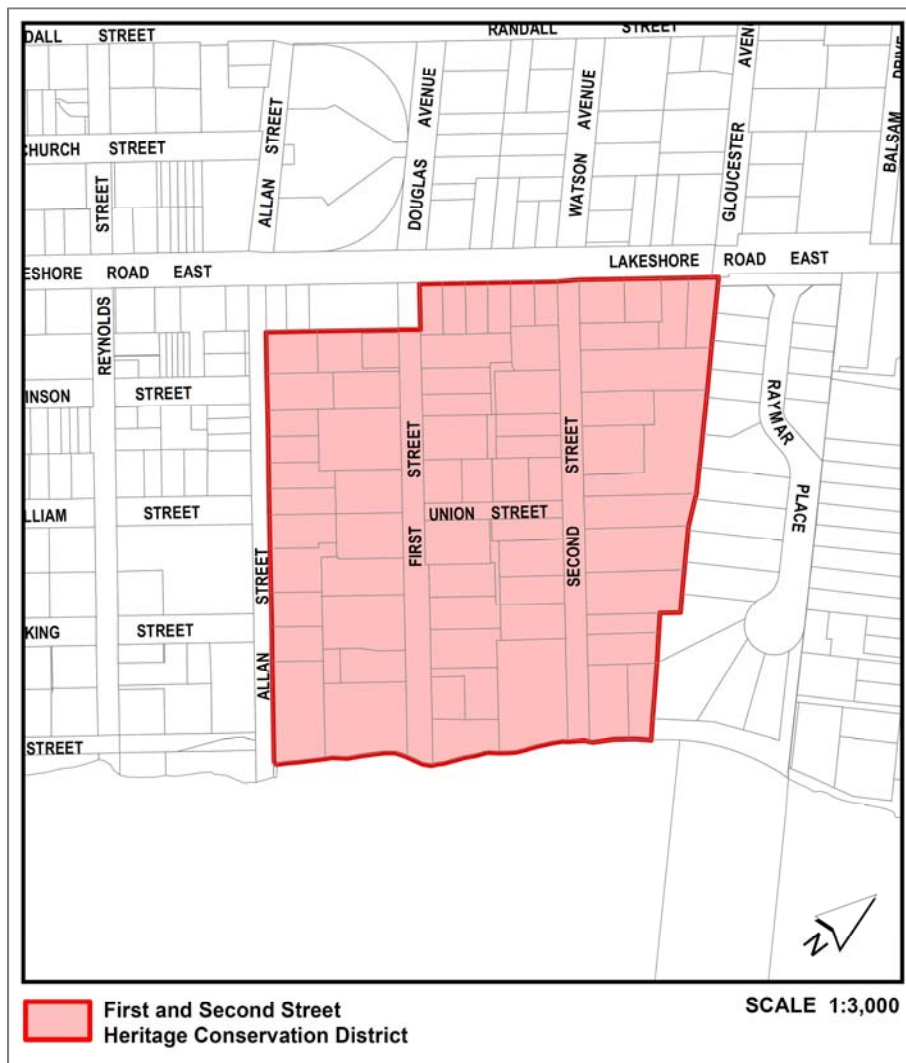 DALL STREET
RANDALL STREET
CHURCH STREET
STREET
ALLAN STREET
DOUGLAS AVENUE
WATSON AVENUE
GLOUCESTER AVEN
BALSAM DRIVE
ESHORE ROAD EAST
LAKESHORE ROAD EAST
REYNOLDS
INSON STREET
LLIAM STREET
KING STREET
STREET
ALLAN STREET
FIRST STREET
UNION STREET
SECOND STREET
RAYMAR PLACE
N
First and Second Street
Heritage Conservation District
SCALE 1:3,000